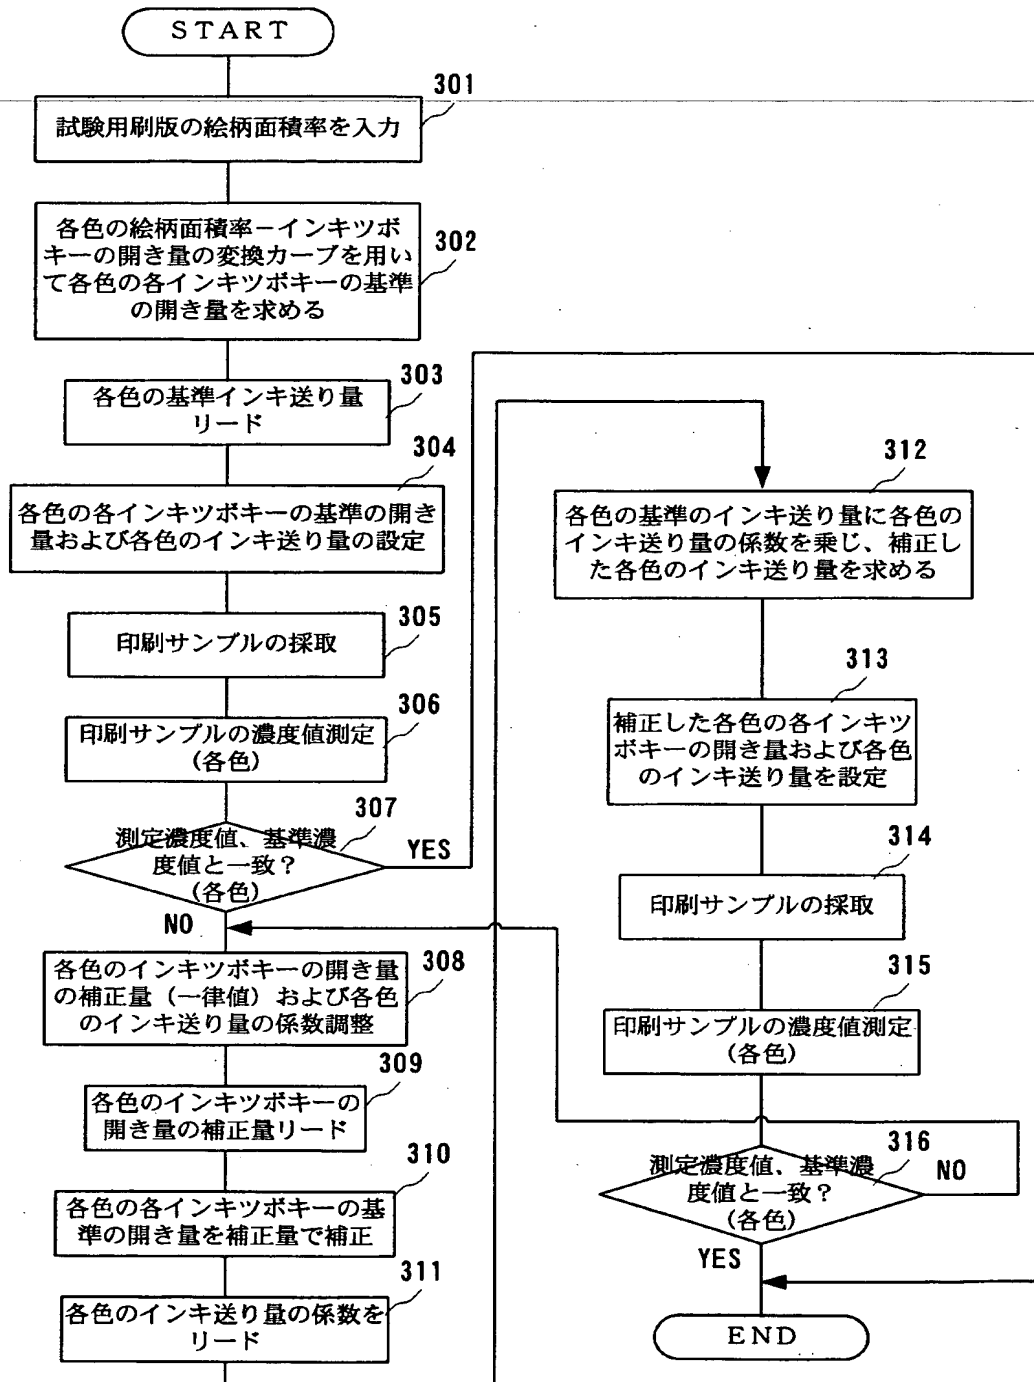 START
301
試験用刷版の絵柄面積率を入力
302
各色の絵柄面積率－インキツボ
キーの開き量の変換カーブを用い
て各色の各インキツボキーの基準
の開き量を求める
303
各色の基準インキ送り量
リード
304
各色の各インキツボキーの基準の開き
量および各色のインキ送り量の設定
305
印刷サンプルの採取
306
印刷サンプルの濃度値測定
(各色)
307
測定濃度値、基準濃
度値と一致？
(各色)
YES
NO
308
各色のインキツボキーの開き量
の補正量（一律値）および各色
のインキ送り量の係数調整
309
各色のインキツボキーの
開き量の補正量リード
310
各色の各インキツボキーの基
準の開き量を補正量で補正
311
各色のインキ送り量の係数を
リード
312
各色の基準のインキ送り量に各色の
インキ送り量の係数を乗じ、補正し
た各色のインキ送り量を求める
313
補正した各色の各インキツ
ボキーの開き量および各色
のインキ送り量を設定
314
印刷サンプルの採取
315
印刷サンプルの濃度値測定
(各色)
316
測定濃度値、基準濃
度値と一致？
(各色)
NO
YES
END